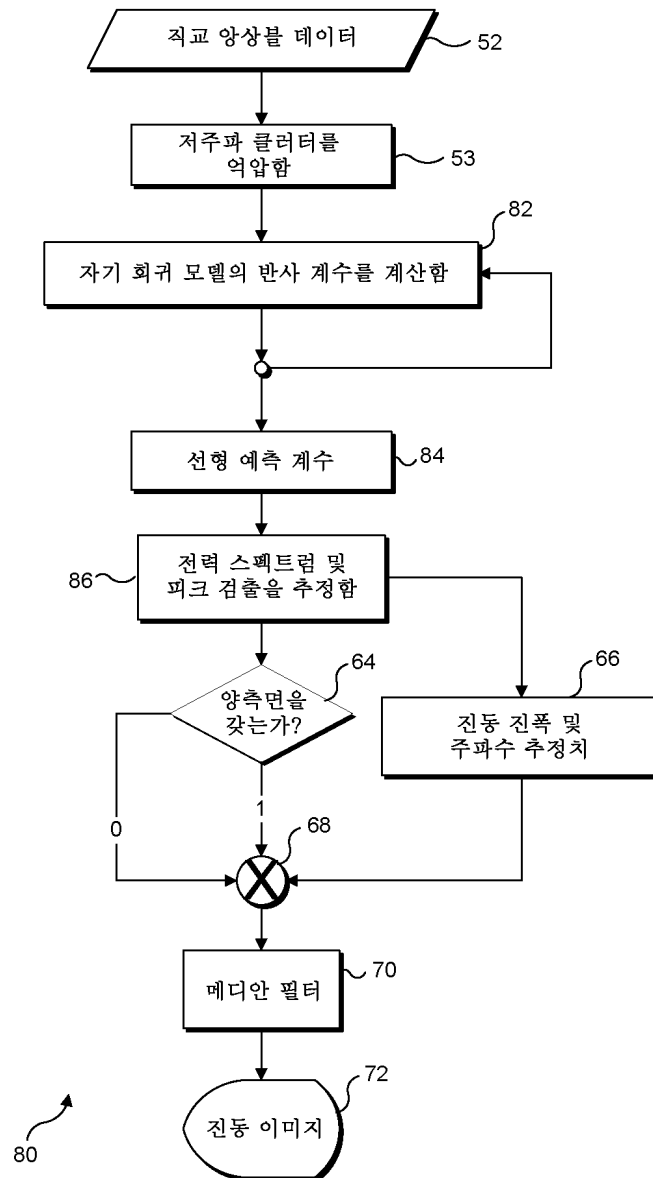 직교 앙상블 데이터
52
저주파 클러터를
억압함
53
82
자기 회귀 모델의 반사 계수를 계산함
선형 예측 계수
84
전력 스펙트럼 및
피크 검출을 추정함
86
64
양측면을
갖는가?
66
진동 진폭 및
주파수 추정치
0
1
68
메디안 필터
70
72
진동 이미지
80